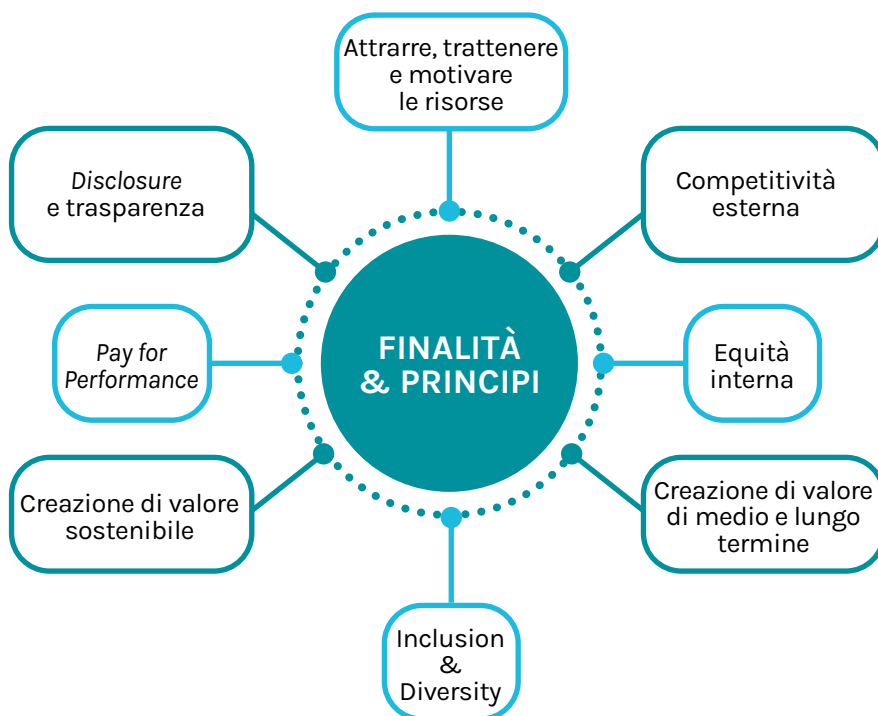 Attrarre, trattenere
e motivare
le risorse
Disclosure
e trasparenza
Competitività
esterna
Pay for
Performance
FINALITÀ
& PRINCIPI
Equità
interna
Creazione di valore
sostenibile
Creazione di valore
di medio e lungo
termine
Inclusion
&
Diversity